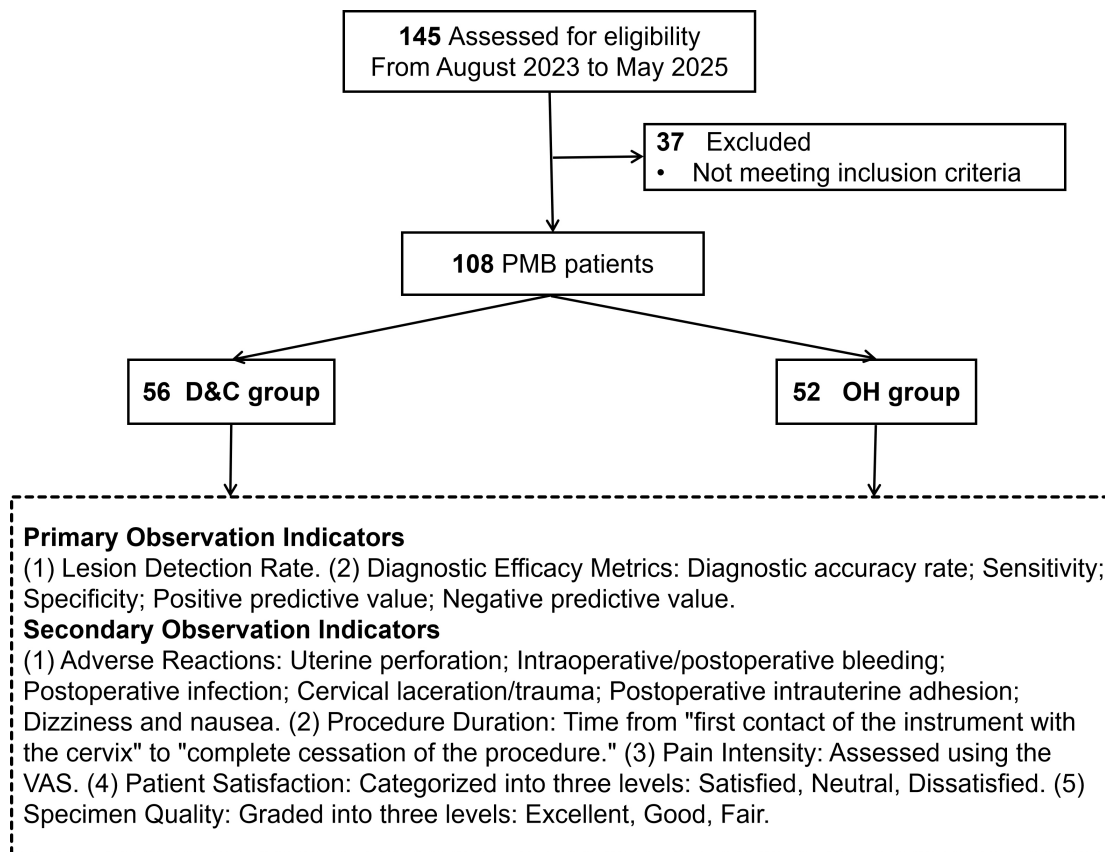 145 Assessed for eligibility
From August 2023 to May 2025
37 Excluded
• Not meeting inclusion criteria
108 PMB patients
56 D&C group
52 OH group
Primary Observation Indicators
(1) Lesion Detection Rate. (2) Diagnostic Efficacy Metrics: Diagnostic accuracy rate; Sensitivity;
Specificity; Positive predictive value; Negative predictive value.
Secondary Observation Indicators
(1) Adverse Reactions: Uterine perforation; Intraoperative/postoperative bleeding;
Postoperative infection; Cervical laceration/trauma; Postoperative intrauterine adhesion;
Dizziness and nausea. (2) Procedure Duration: Time from "first contact of the instrument with
the cervix" to "complete cessation of the procedure." (3) Pain Intensity: Assessed using the
VAS. (4) Patient Satisfaction: Categorized into three levels: Satisfied, Neutral, Dissatisfied. (5)
Specimen Quality: Graded into three levels: Excellent, Good, Fair.